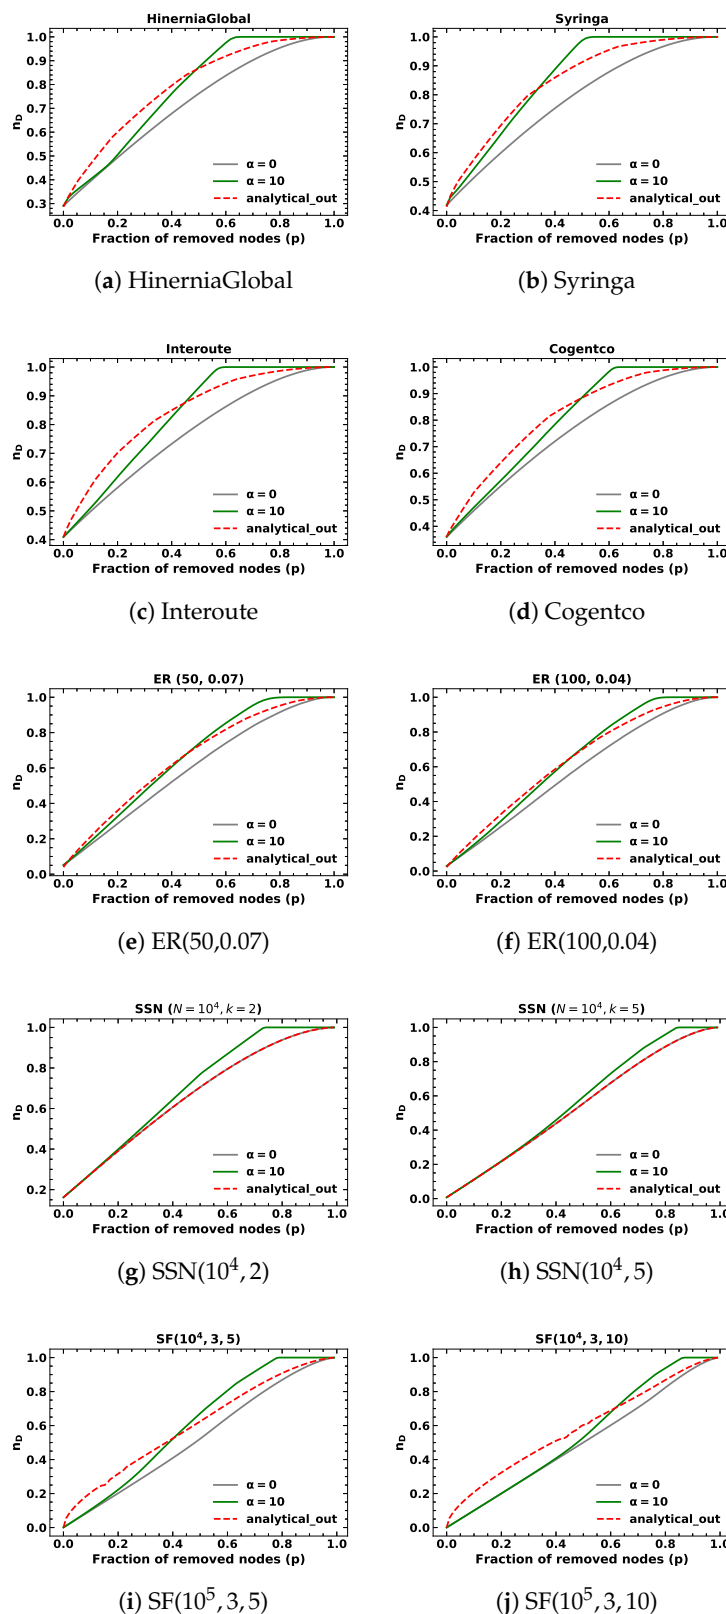 HinerniaGlobal
1.0
0.9
0.8
0.7
0.6
0.5
0.4
0.3
n_D
α = 0
α = 10
analytical_out
0.0 0.2 0.4 0.6 0.8 1.0
Fraction of removed nodes (p)
(a) HinerniaGlobal
Syringa
1.0
0.9
0.8
0.7
0.6
0.5
0.4
n_D
α = 0
α = 10
analytical_out
0.0 0.2 0.4 0.6 0.8 1.0
Fraction of removed nodes (p)
(b) Syringa
Interoute
1.0
0.9
0.8
0.7
0.6
0.5
0.4
n_D
α = 0
α = 10
analytical_out
0.0 0.2 0.4 0.6 0.8 1.0
Fraction of removed nodes (p)
(c) Interoute
Cogentco
1.0
0.9
0.8
0.7
0.6
0.5
0.4
n_D
α = 0
α = 10
analytical_out
0.0 0.2 0.4 0.6 0.8 1.0
Fraction of removed nodes (p)
(d) Cogentco
ER (50, 0.07)
1.0
0.8
0.6
0.4
0.2
0.0
n_D
α = 0
α = 10
analytical_out
0.0 0.2 0.4 0.6 0.8 1.0
Fraction of removed nodes (p)
(e) ER(50,0.07)
ER (100, 0.04)
1.0
0.8
0.6
0.4
0.2
0.0
n_D
α = 0
α = 10
analytical_out
0.0 0.2 0.4 0.6 0.8 1.0
Fraction of removed nodes (p)
(f) ER(100,0.04)
SSN (N = 10⁴, k = 2)
1.0
0.8
0.6
0.4
0.2
n_D
α = 0
α = 10
analytical_out
0.0 0.2 0.4 0.6 0.8 1.0
Fraction of removed nodes (p)
(g) SSN(10⁴, 2)
SSN (N = 10⁴, k = 5)
1.0
0.8
0.6
0.4
0.2
0.0
n_D
α = 0
α = 10
analytical_out
0.0 0.2 0.4 0.6 0.8 1.0
Fraction of removed nodes (p)
(h) SSN(10⁴, 5)
SF(10⁴, 3, 5)
1.0
0.8
0.6
0.4
0.2
0.0
n_D
α = 0
α = 10
analytical_out
0.0 0.2 0.4 0.6 0.8 1.0
Fraction of removed nodes (p)
(i) SF(10⁵, 3, 5)
SF(10⁴, 3, 10)
1.0
0.8
0.6
0.4
0.2
0.0
n_D
α = 0
α = 10
analytical_out
0.0 0.2 0.4 0.6 0.8 1.0
Fraction of removed nodes (p)
(j) SF(10⁵, 3, 10)